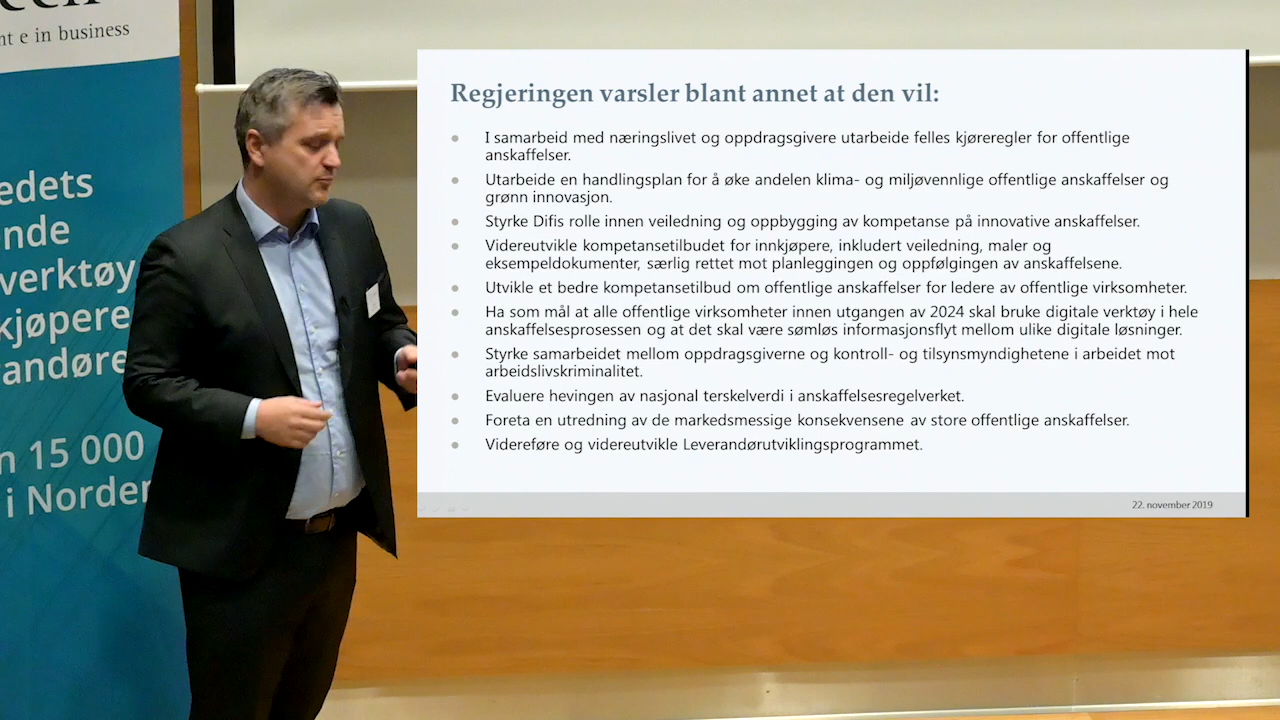 in business
edets
nde
verktøy
kjøpere
andøre
15 000
i Norden
Regjeringen varsler blant annet at den vil:
I samarbeid med næringslivet og oppdragsgivere utarbeide felles kjøreregler for offentlige
anskaffelser.
Utarbeide en handlingsplan for å øke andelen klima- og miljøvennlige offentlige anskaffelser og
grønn innovasjon.
Styrke Difis rolle innen veiledning og oppbygging av kompetanse på innovative anskaffelser.
Videreutvikle kompetansetilbudet for innkjøpere, inkludert veiledning, maler og
eksempeldokumenter, særlig rettet mot planleggingen og oppfølgingen av anskaffelsene.
Utvikle et bedre kompetansetilbud om offentlige anskaffelser for ledere av offentlige virksomheter.
Ha som mål at alle offentlige virksomheter innen utgangen av 2024 skal bruke digitale verktøy i hele
anskaffelsesprosessen og at det skal være sømløs informasjonsflyt mellom ulike digitale løsninger.
Styrke samarbeidet mellom oppdragsgiverne og kontroll- og tilsynsmyndighetene i arbeidet mot
arbeidslivskriminalitet.
Evaluere hevingen av nasjonal terskelverdi i anskaffelsesregelverket.
Foreta en utredning av de markedsmessige konsekvensene av store offentlige anskaffelser.
Videreføre og videreutvikle Leverandørutviklingsprogrammet.
22. november 2019